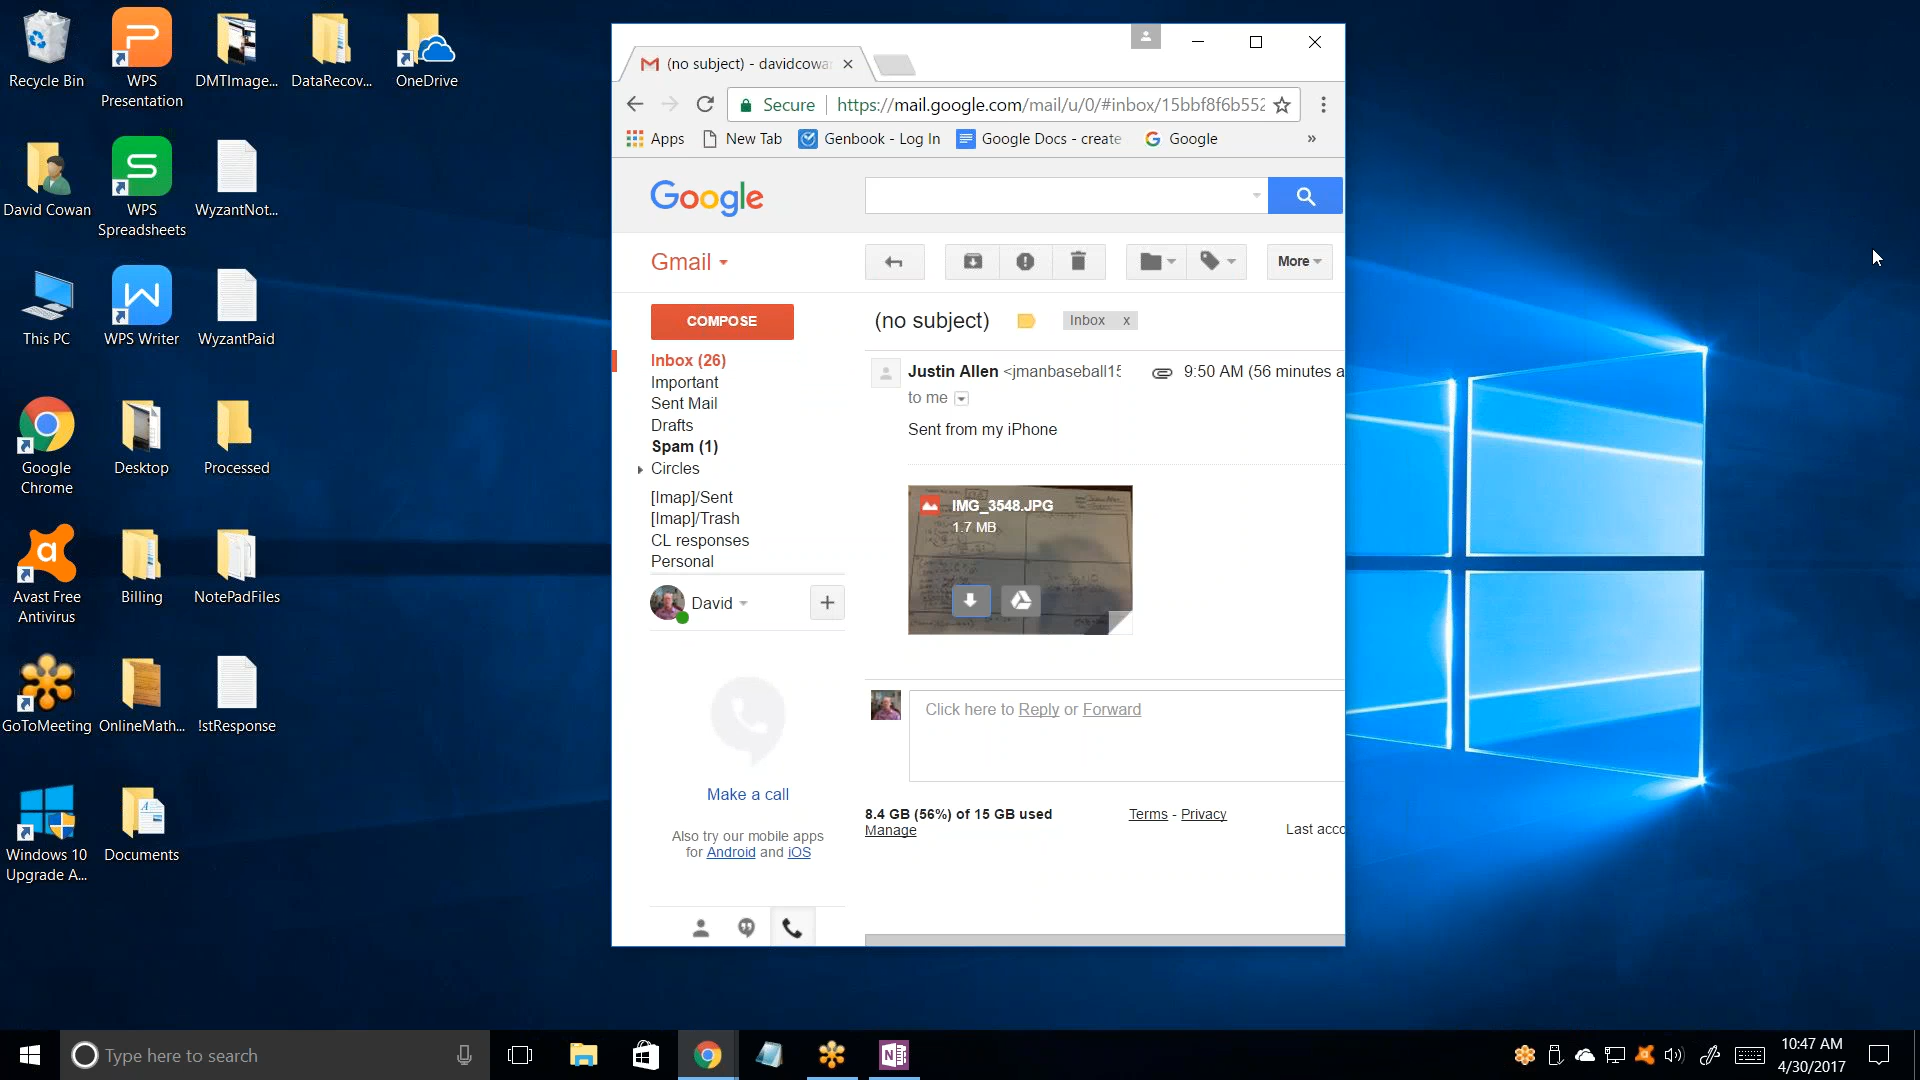 Recycle Bin
WPS
Presentation
DMTImage...
DataRecov...
OneDrive
David Cowan
WPS
Spreadsheets
WyzantNot...
This PC
WPS Writer
WyzantPaid
Google
Chrome
Desktop
Processed
Avast Free
Antivirus
Billing
NotePadFiles
GoToMeeting
OnlineMath...
!stResponse
Windows 10
Upgrade A...
Documents
(no subject) - davidcowa
Secure
https://mail.google.com/mail/u/0/#inbox/15bbf8f6b552
Apps
New Tab
Genbook - Log In
Google Docs - create
Google
»
Google
Gmail
More
COMPOSE
Inbox (26)
Important
Sent Mail
Drafts
Spam (1)
Circles
[Imap]/Sent
[Imap]/Trash
CL responses
Personal
David
Make a call
Also try our mobile apps
for Android and iOS
(no subject)
Inbox x
Justin Allen <jmanbaseball15
9:50 AM (56 minutes a
to me
Sent from my iPhone
IMG_3548.JPG
1.7 MB
Click here to Reply or Forward
8.4 GB (56%) of 15 GB used
Manage
Terms - Privacy
Last acco
Type here to search
10:47 AM
4/30/2017